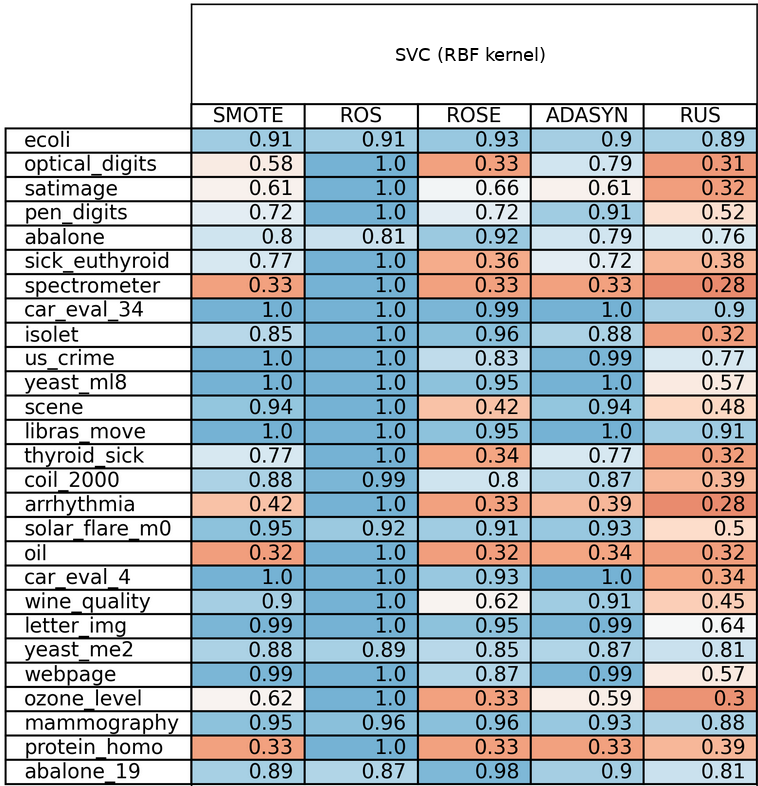 SVC (RBF kernel)
SMOTE ROS ROSE ADASYN RUS
ecoli 0.91 0.91 0.93 0.9 0.89
optical_digits 0.58 1.0 0.33 0.79 0.31
satimage 0.61 1.0 0.66 0.61 0.32
pen_digits 0.72 1.0 0.72 0.91 0.52
abalone 0.8 0.81 0.92 0.79 0.76
sick_euthyroid 0.77 1.0 0.36 0.72 0.38
spectrometer 0.33 1.0 0.33 0.33 0.28
car_eval_34 1.0 1.0 0.99 1.0 0.9
isolet 0.85 1.0 0.96 0.88 0.32
us_crime 1.0 1.0 0.83 0.99 0.77
yeast_ml8 1.0 1.0 0.95 1.0 0.57
scene 0.94 1.0 0.42 0.94 0.48
libras_move 1.0 1.0 0.95 1.0 0.91
thyroid_sick 0.77 1.0 0.34 0.77 0.32
coil_2000 0.88 0.99 0.8 0.87 0.39
arrhythmia 0.42 1.0 0.33 0.39 0.28
solar_flare_m0 0.95 0.92 0.91 0.93 0.5
oil 0.32 1.0 0.32 0.34 0.32
car_eval_4 1.0 1.0 0.93 1.0 0.34
wine_quality 0.9 1.0 0.62 0.91 0.45
letter_img 0.99 1.0 0.95 0.99 0.64
yeast_me2 0.88 0.89 0.85 0.87 0.81
webpage 0.99 1.0 0.87 0.99 0.57
ozone_level 0.62 1.0 0.33 0.59 0.3
mammography 0.95 0.96 0.96 0.93 0.88
protein_homo 0.33 1.0 0.33 0.33 0.39
abalone_19 0.89 0.87 0.98 0.9 0.81